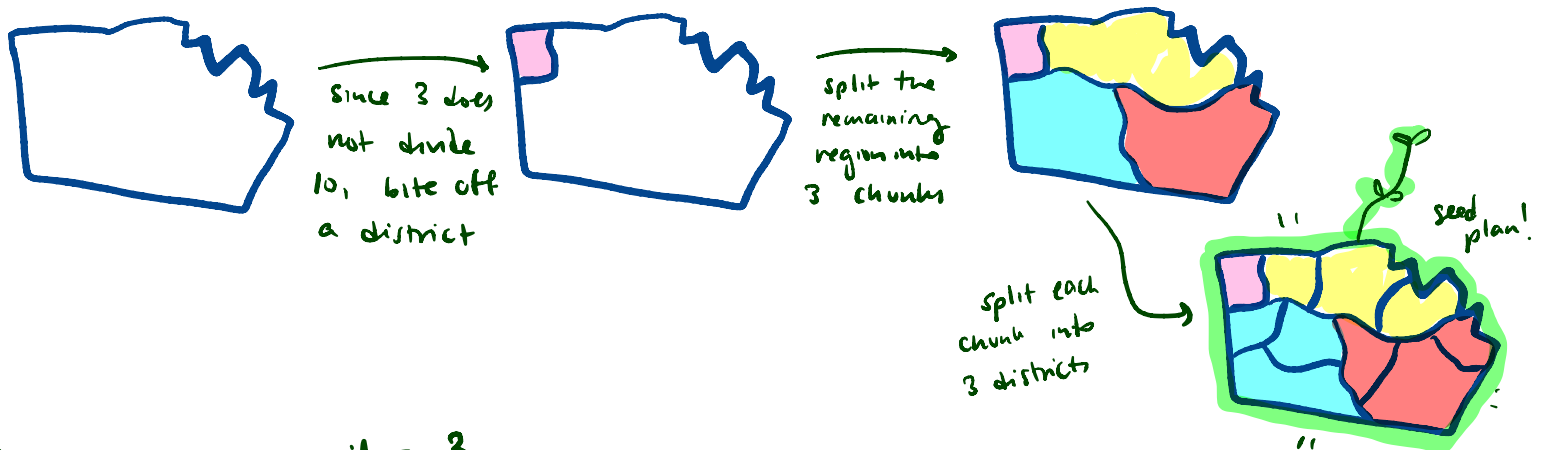 since 3 does
not divide
10, bite off
a district
split the
remaining
region into
3 chunks
split each
chunk into
3 districts
seed
plan!
3